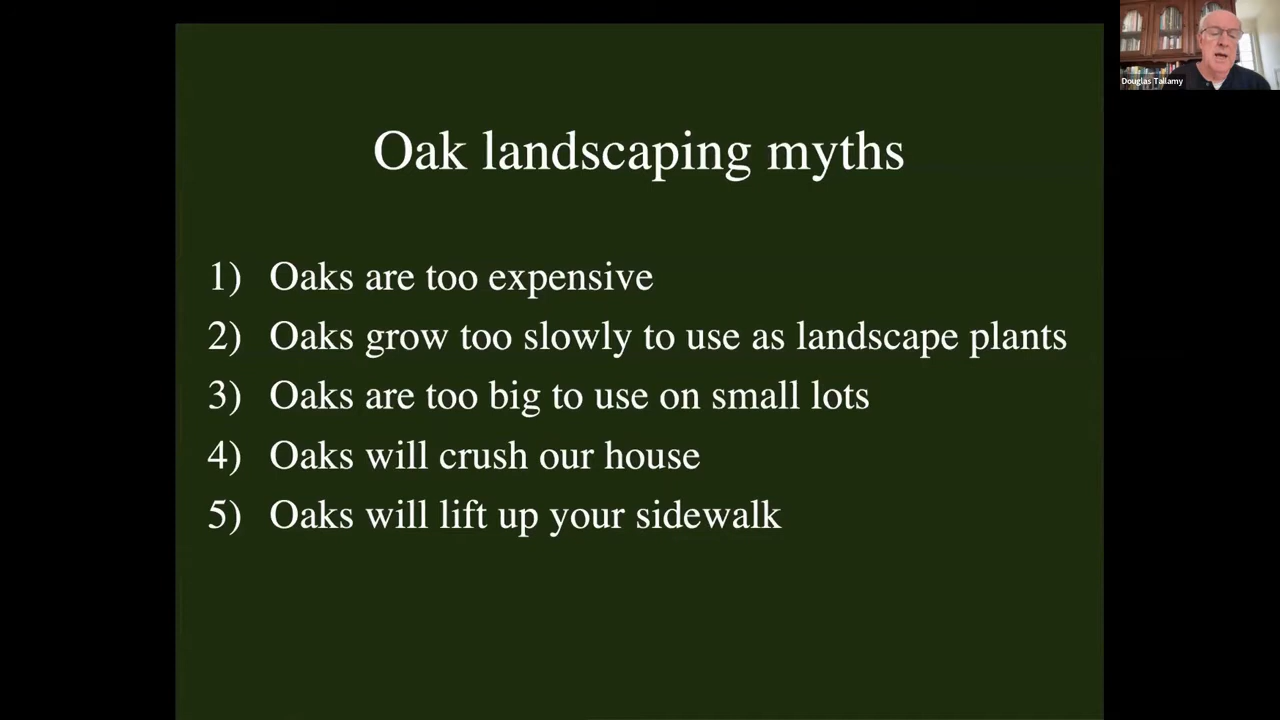 Oak landscaping myths
1) Oaks are too expensive
2) Oaks grow too slowly to use as landscape plants
3) Oaks are too big to use on small lots
4) Oaks will crush our house
5) Oaks will lift up your sidewalk
Douglas Tallamy